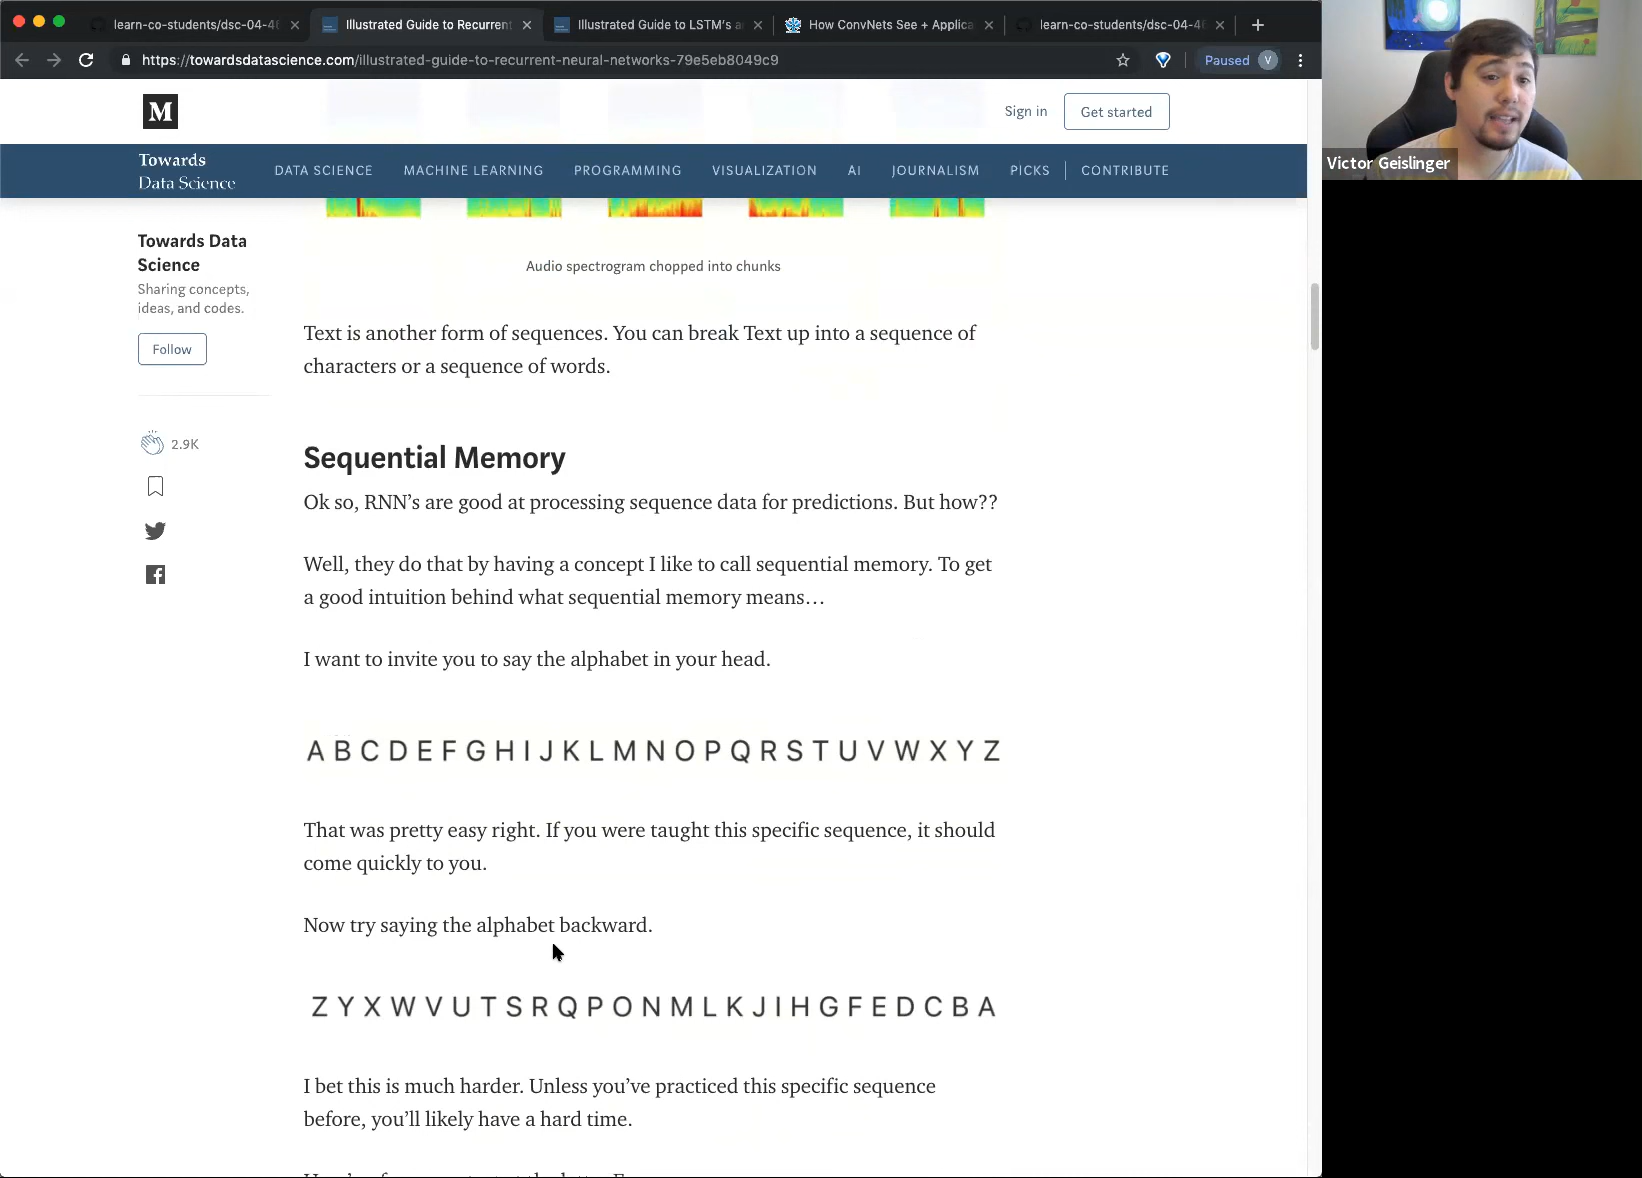 learn-co-students/dsc-04-4
Illustrated Guide to Recurrent
Illustrated Guide to LSTM's a
How ConvNets See + Applica
learn-co-students/dsc-04-4
https://towardsdatascience.com/illustrated-guide-to-recurrent-neural-networks-79e5eb8049c9
Paused V
M
Sign in
Get started
Towards
Data Science
DATA SCIENCE
MACHINE LEARNING
PROGRAMMING
VISUALIZATION
AI
JOURNALISM
PICKS
CONTRIBUTE
Victor Geislinger
Towards Data
Science
Sharing concepts,
ideas, and codes.
Follow
2.9K
Audio spectrogram chopped into chunks
Text is another form of sequences. You can break Text up into a sequence of
characters or a sequence of words.
Sequential Memory
Ok so, RNN’s are good at processing sequence data for predictions. But how??
Well, they do that by having a concept I like to call sequential memory. To get
a good intuition behind what sequential memory means…
I want to invite you to say the alphabet in your head.
A B C D E F G H I J K L M N O P Q R S T U V W X Y Z
That was pretty easy right. If you were taught this specific sequence, it should
come quickly to you.
Now try saying the alphabet backward.
Z Y X W V U T S R Q P O N M L K J I H G F E D C B A
I bet this is much harder. Unless you’ve practiced this specific sequence
before, you’ll likely have a hard time.